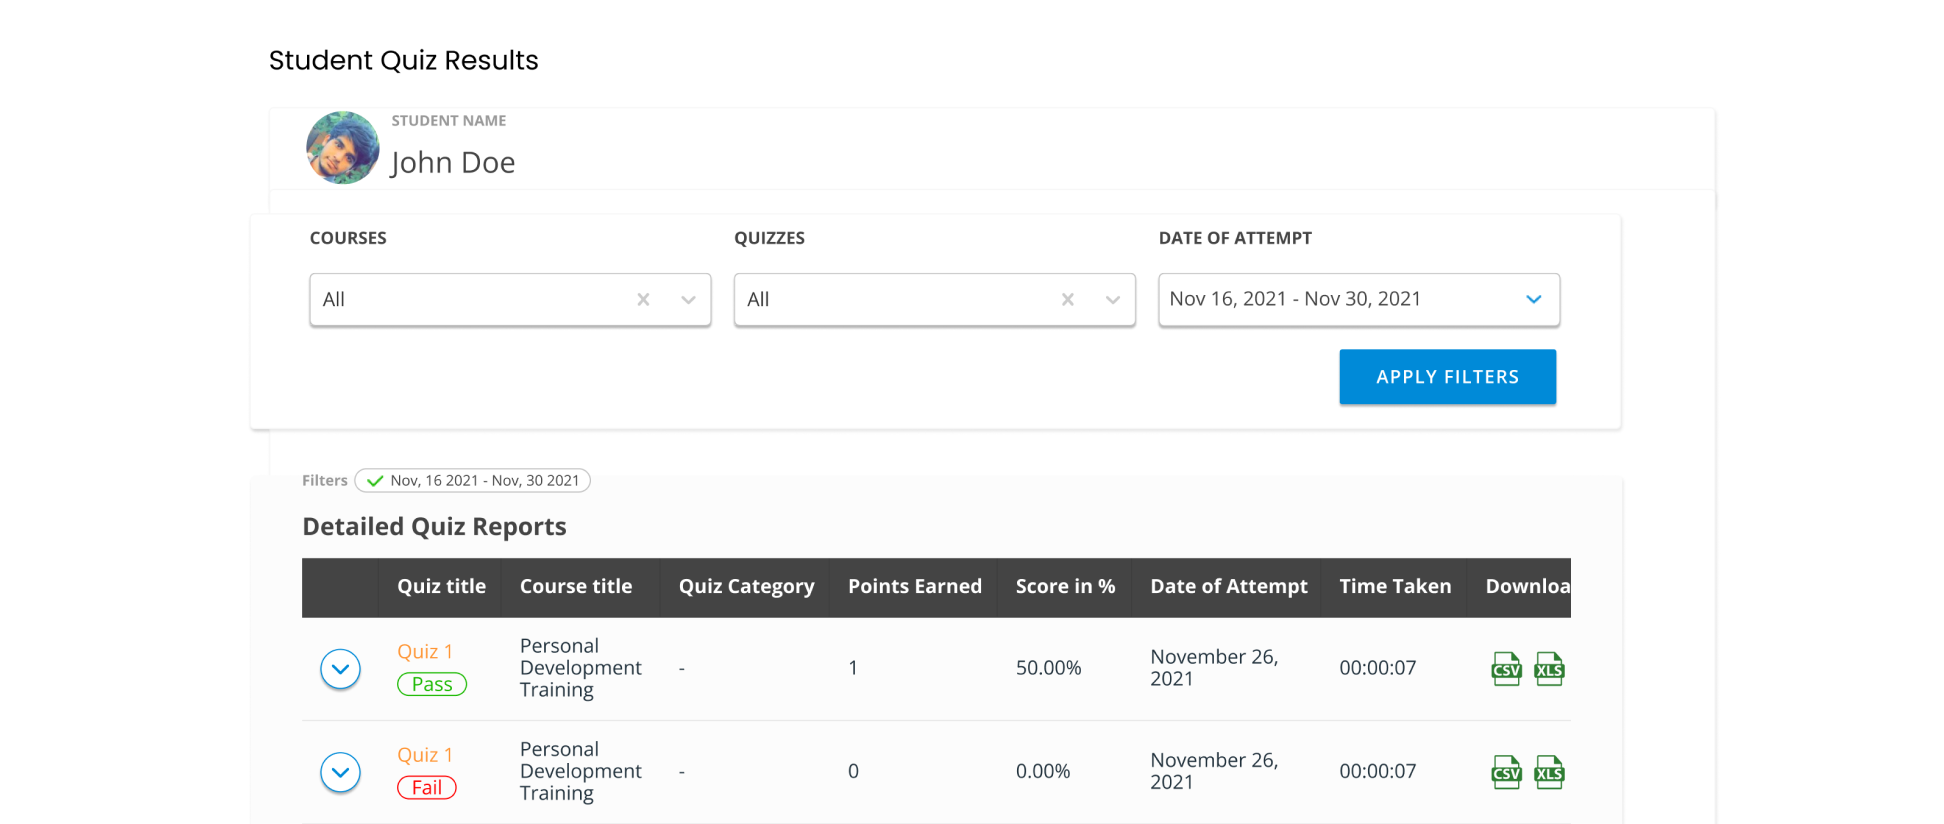 Student Quiz Results
STUDENT NAME
John Doe
COURSES QUIZZES DATE OF ATTEMPT
All All Nov 16, 2021 - Nov 30, 2021
APPLY FILTERS
Filters Nov, 16 2021 - Nov, 30 2021
Detailed Quiz Reports
Quiz title Course title Quiz Category Points Earned Score in % Date of Attempt Time Taken Downloa
Quiz 1
Pass
Personal
Development
Training
-
1
50.00%
November 26,
2021
00:00:07
CSV XLS
Quiz 1
Fail
Personal
Development
Training
-
0
0.00%
November 26,
2021
00:00:07
CSV XLS